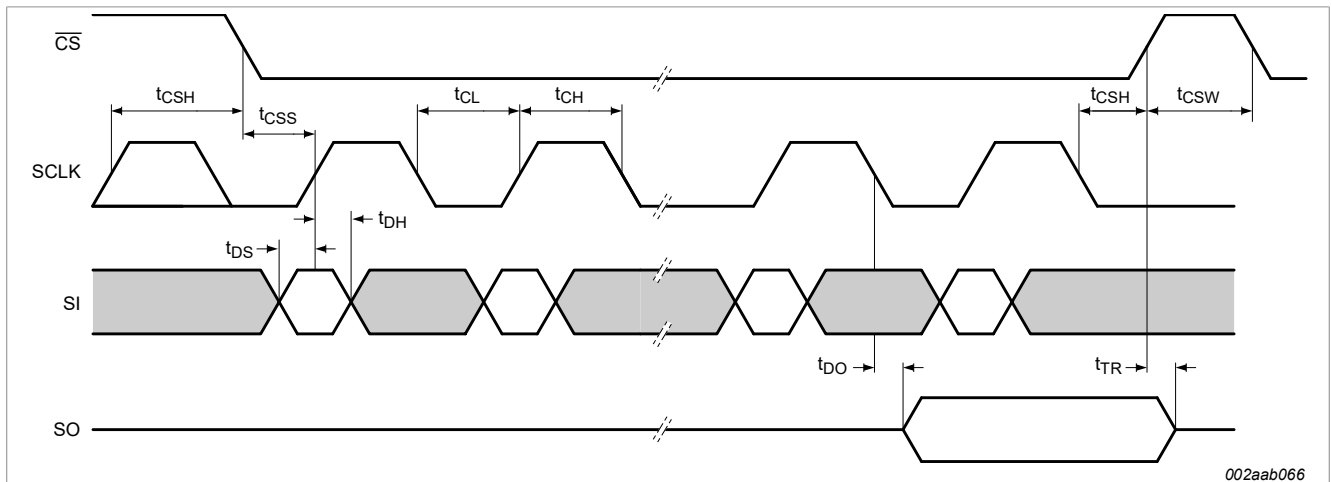 CS
tCSH
tCSS
tCL
tCH
tCSH
tCSW
SCLK
tDS
tDH
SI
tDO
tTR
SO
002aab066